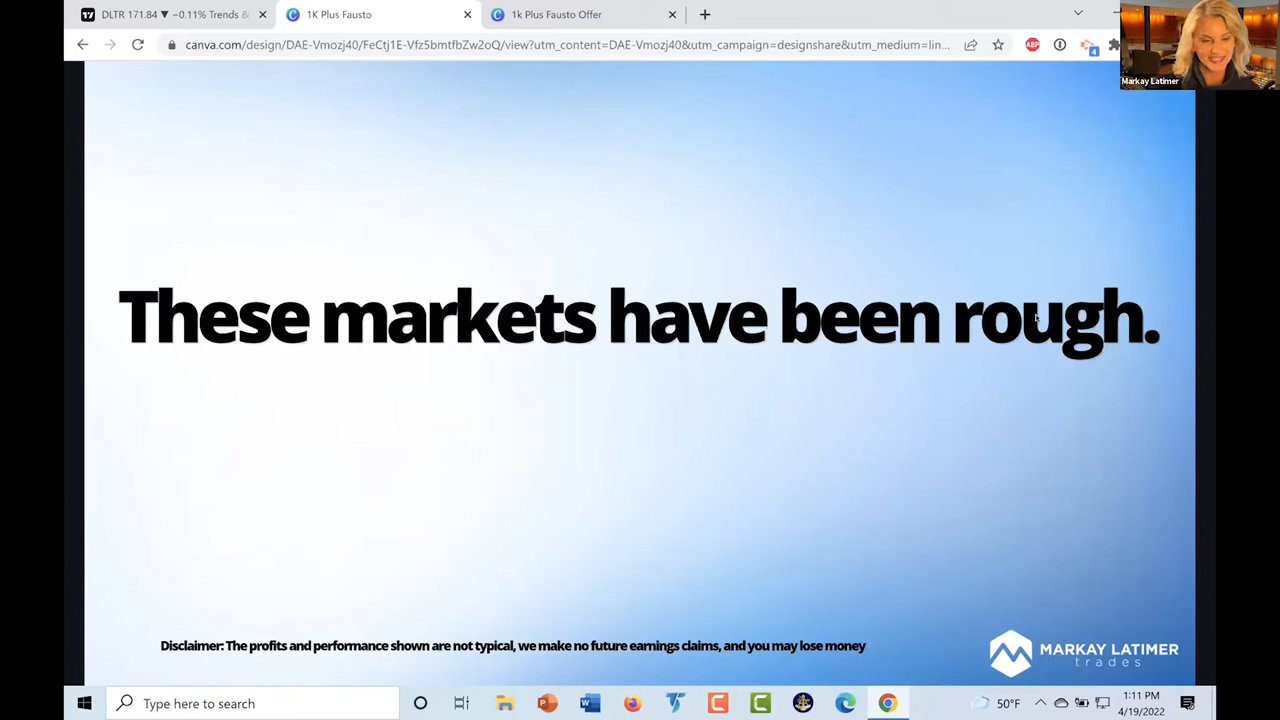 DLTR 171.84 ▼ −0.11% Trends &
1K Plus Fausto
1k Plus Fausto Offer
canva.com/design/DAE-Vmozj40/FeCtj1E-Vfz5bmtfbZw2oQ/view?utm_content=DAE-Vmozj40&utm_campaign=designshare&utm_medium=lin...
ABP
4
Markay Latimer
These markets have been rough.
Disclaimer: The profits and performance shown are not typical, we make no future earnings claims, and you may lose money
MARKAY LATIMER
trades
Type here to search
50°F
1:11 PM
4/19/2022